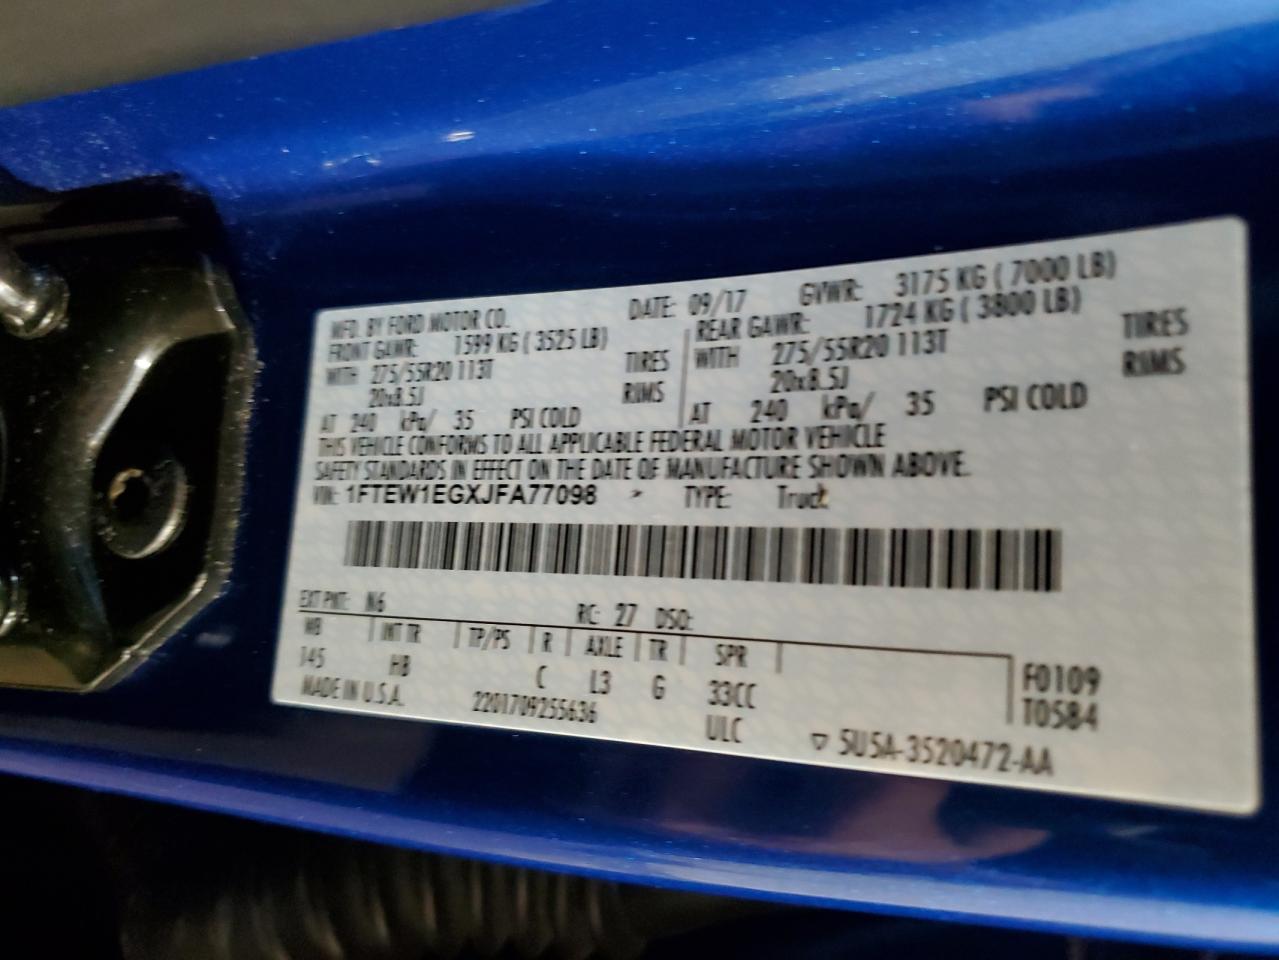 MFD. BY FORD MOTOR CO. DATE: 09/17 GVWR: 3175 KG ( 7000 LB)
FRONT GAWR: 1599 KG ( 3525 LB) REAR GAWR: 1724 KG ( 3800 LB)
WITH 275/55R20 113T TIRES WITH 275/55R20 113T TIRES
20x8.5J RIMS 20x8.5J RIMS
AT 240 kPa/ 35 PSI COLD AT 240 kPa/ 35 PSI COLD
THIS VEHICLE CONFORMS TO ALL APPLICABLE FEDERAL MOTOR VEHICLE
SAFETY STANDARDS IN EFFECT ON THE DATE OF MANUFACTURE SHOWN ABOVE.
VIN: 1FTEW1EGXJFA77098 TYPE: Truck
EXT PNT: N6 RC: 27 DSO:
WB INT TR TP/PS R AXLE TR SPR
145 HB C L3 G 33CC F0109
MADE IN U.S.A. 2201709255636 ULC T0584
▽ 5U5A-3520472-AA